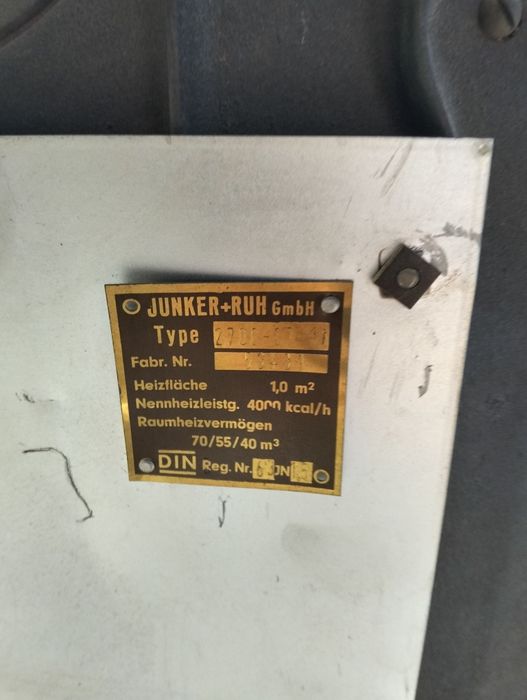 JUNKER+RUH GmbH
Type
Fabr. Nr.
Heizfläche 1,0 m²
Nennheizleistg. 4000 kcal/h
Raumheizvermögen
70/55/40 m³
DIN Reg. Nr.